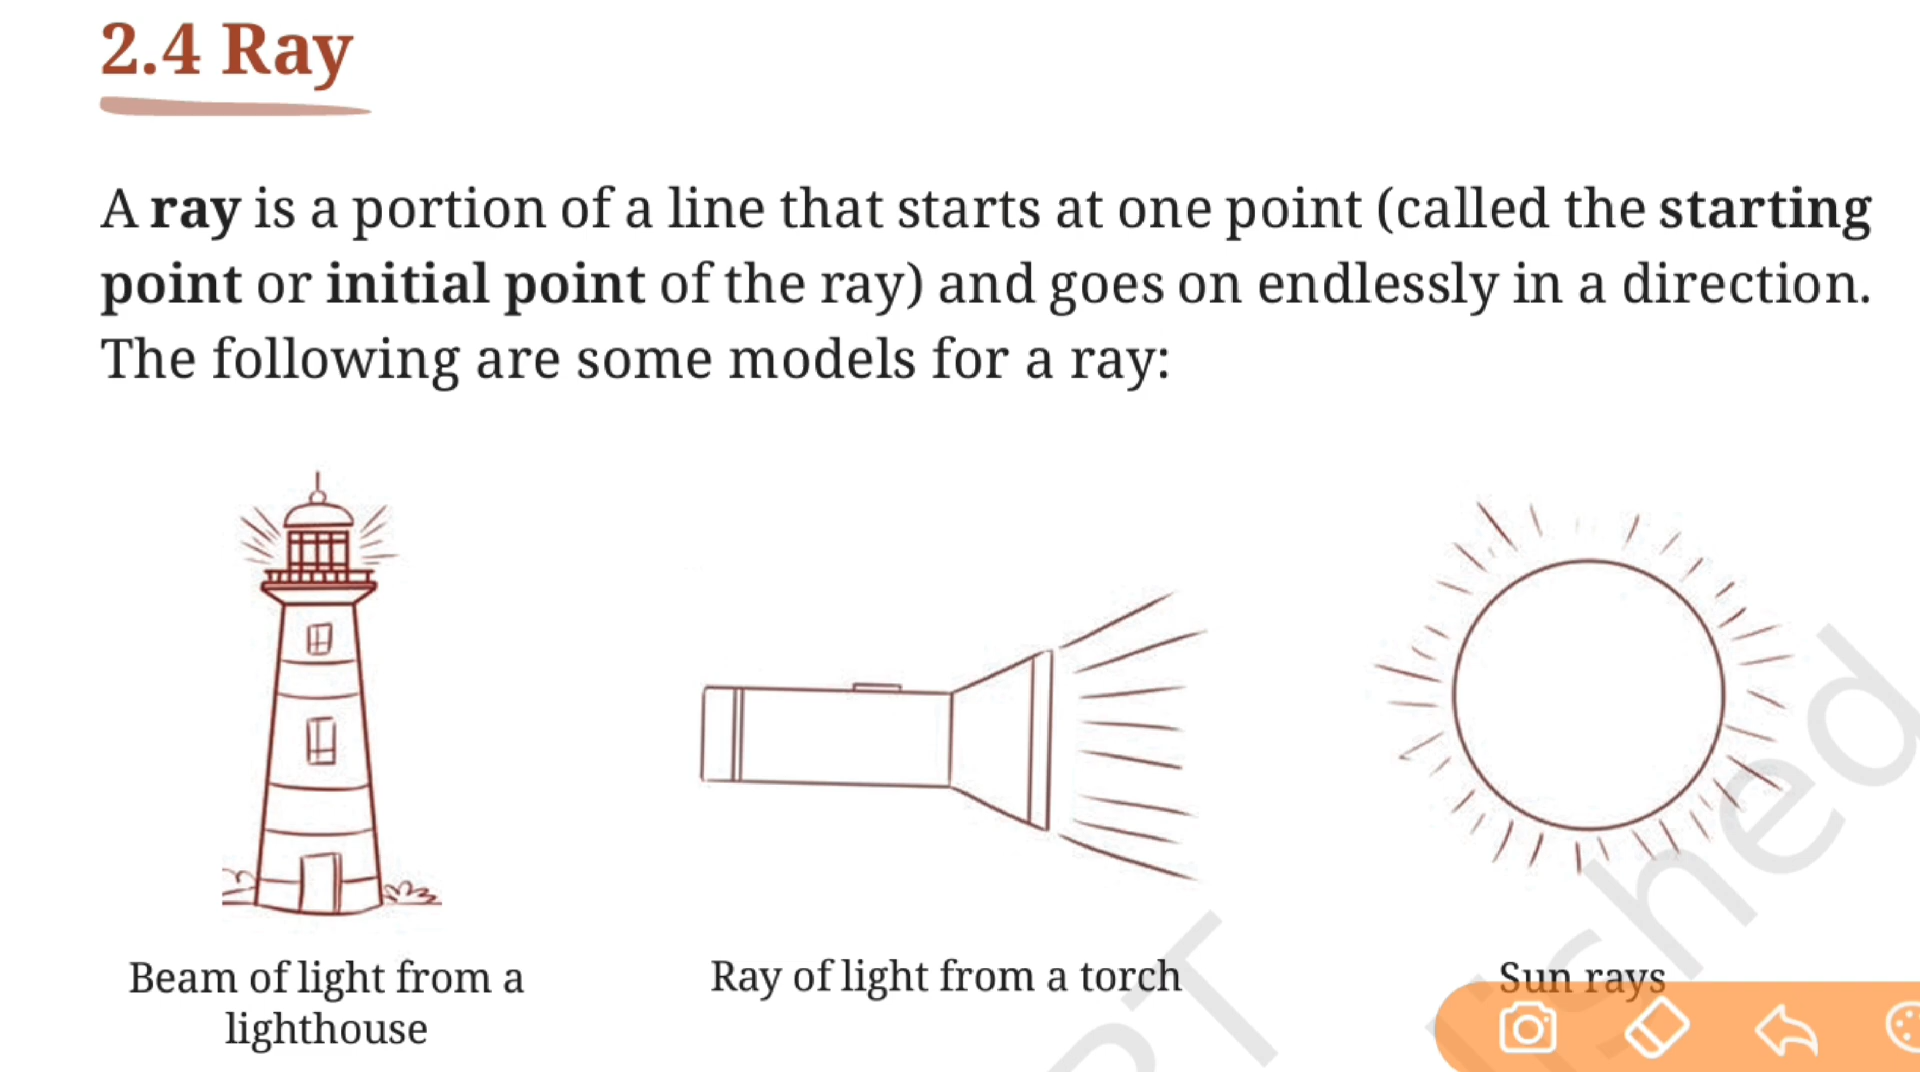 2.4 Ray
A ray is a portion of a line that starts at one point (called the starting
point or initial point of the ray) and goes on endlessly in a direction.
The following are some models for a ray:
Beam of light from a
lighthouse
Ray of light from a torch
Sun rays